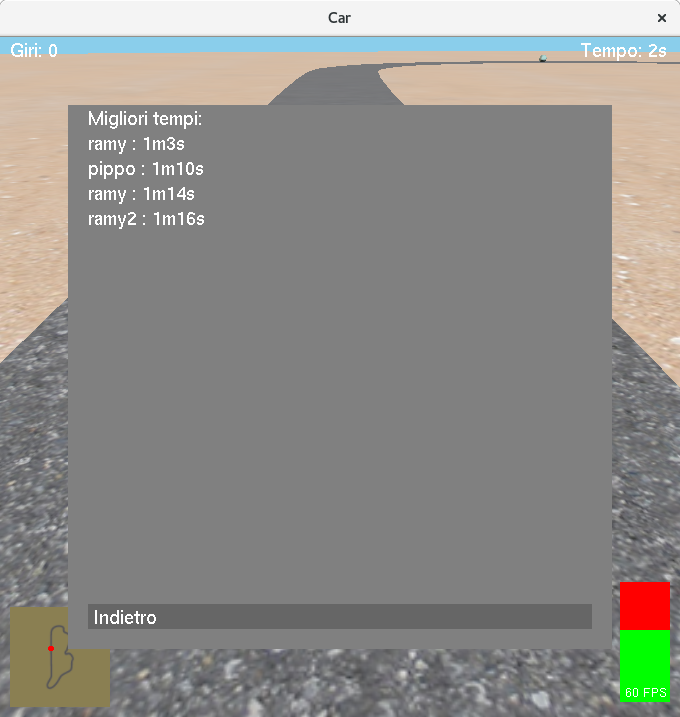 Car
Giri: 0
Tempo: 2s
Migliori tempi:
ramy : 1m3s
pippo : 1m10s
ramy : 1m14s
ramy2 : 1m16s
Indietro
60 FPS